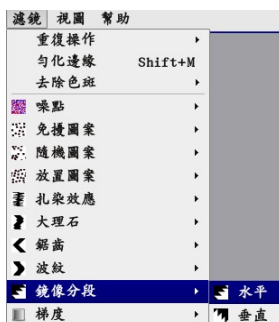 濾鏡 視圖 幫助
重復操作
勻化邊緣 Shift+M
去除色斑
噪點
免擾圖案
隨機圖案
放置圖案
扎染效應
大理石
鋸齒
波紋
鏡像分段
水平
梯度
垂直